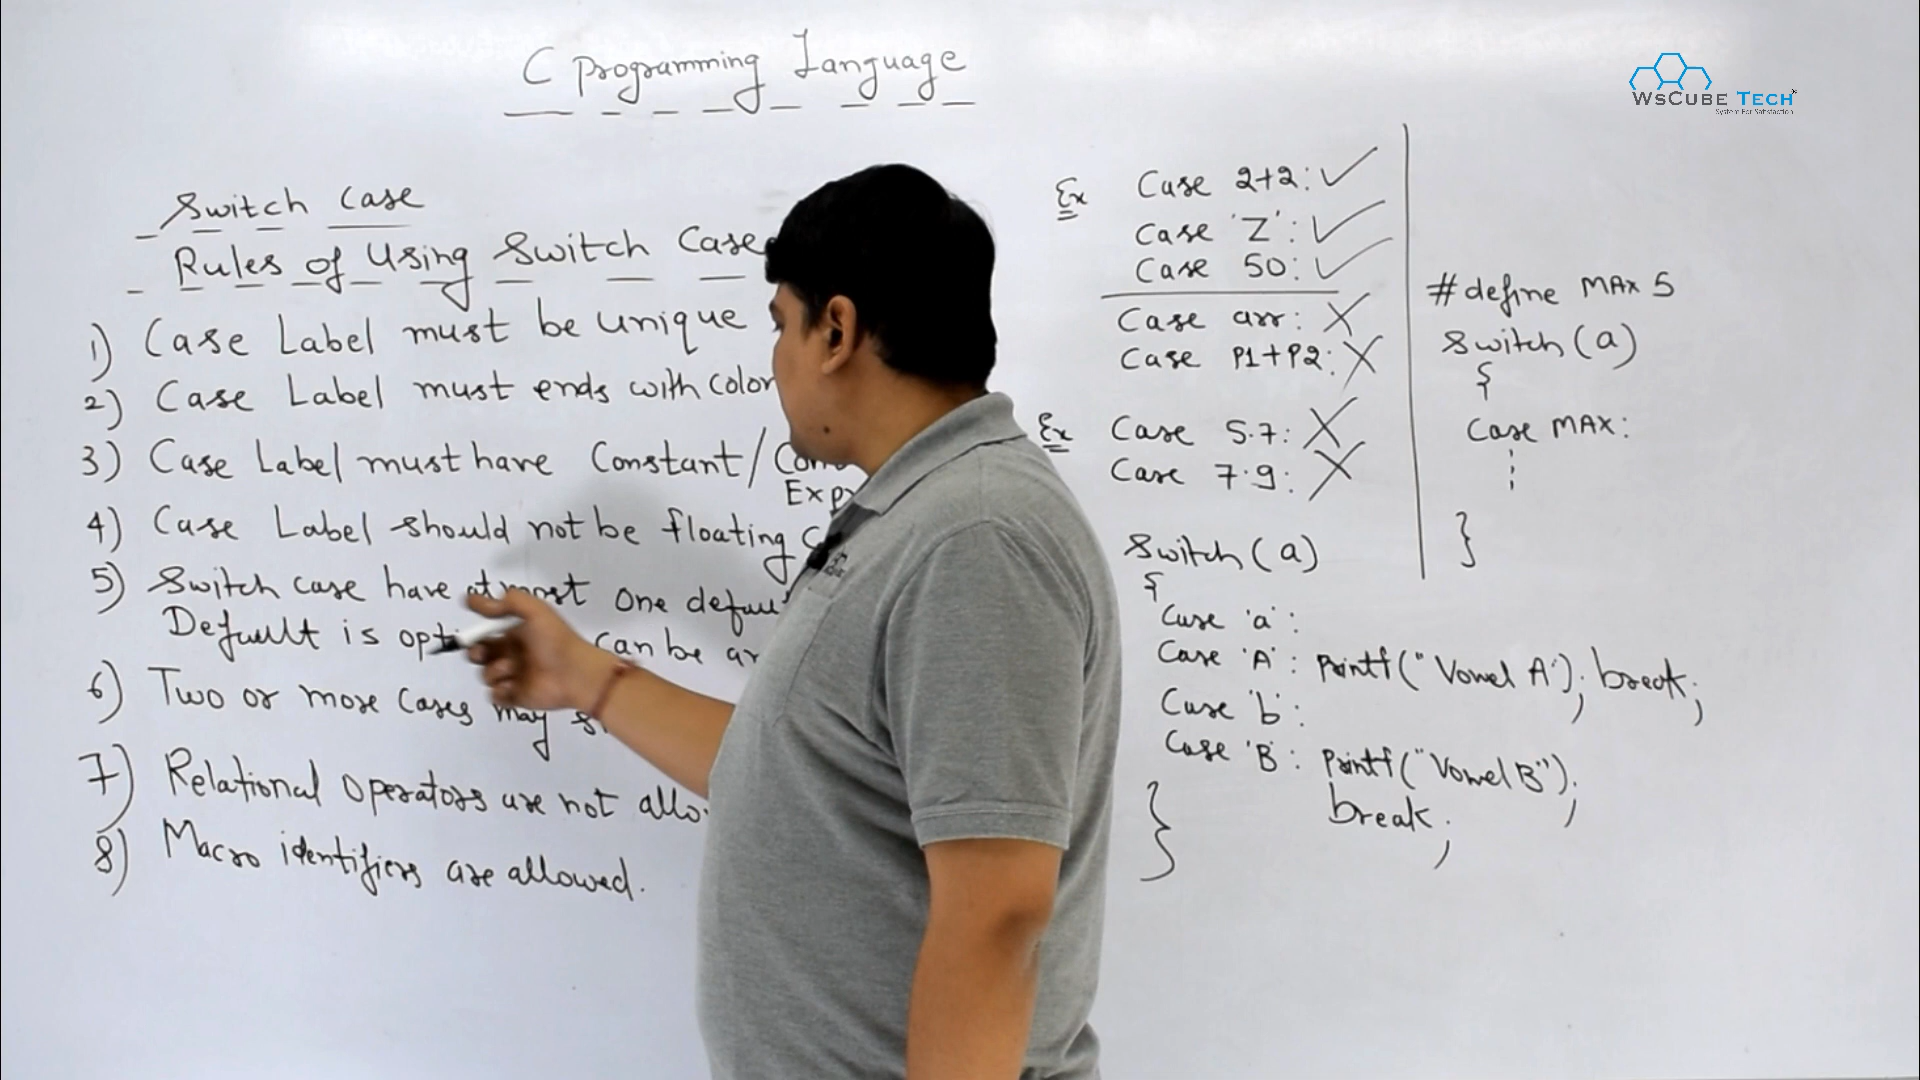 C Programming Language
WsCube Tech
System For Satisfaction
Switch Case
Rules of Using Switch Case
1) Case Label must be unique
2) Case Label must ends with
3) Case Label must have Constant/
4) Case Label should not be floating
5) Switch case have atmost one
Default is can be
6) Two or more Cases may
7) Relational Operators are not
8) Macro identifiers are allowed.
Ex Case 2+2: ✓
Case 'Z': ✓
Case 50: ✓
Case arr: X
Case P1+P2: X
Ex Case 5.7: X
Case 7.9: X
Switch (a)
{
Case 'a':
Case 'A': Printf("Vowel A'); break;
Case 'b':
Case 'B': Printf("Vowel B");
break;
}
#define MAX 5
Switch (a)
{
Case MAX:
}